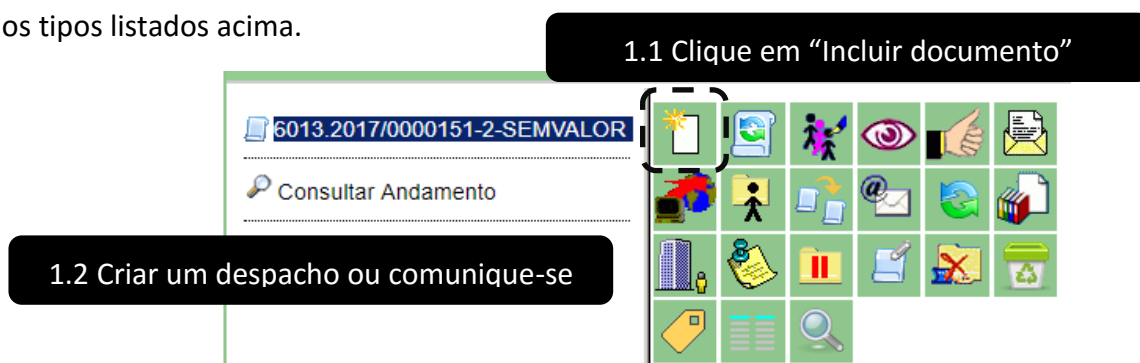 os tipos listados acima.
1.1 Clique em “Incluir documento”
6013.2017/0000151-2-SEMVALOR
Consultar Andamento
1.2 Criar um despacho ou comunique-se